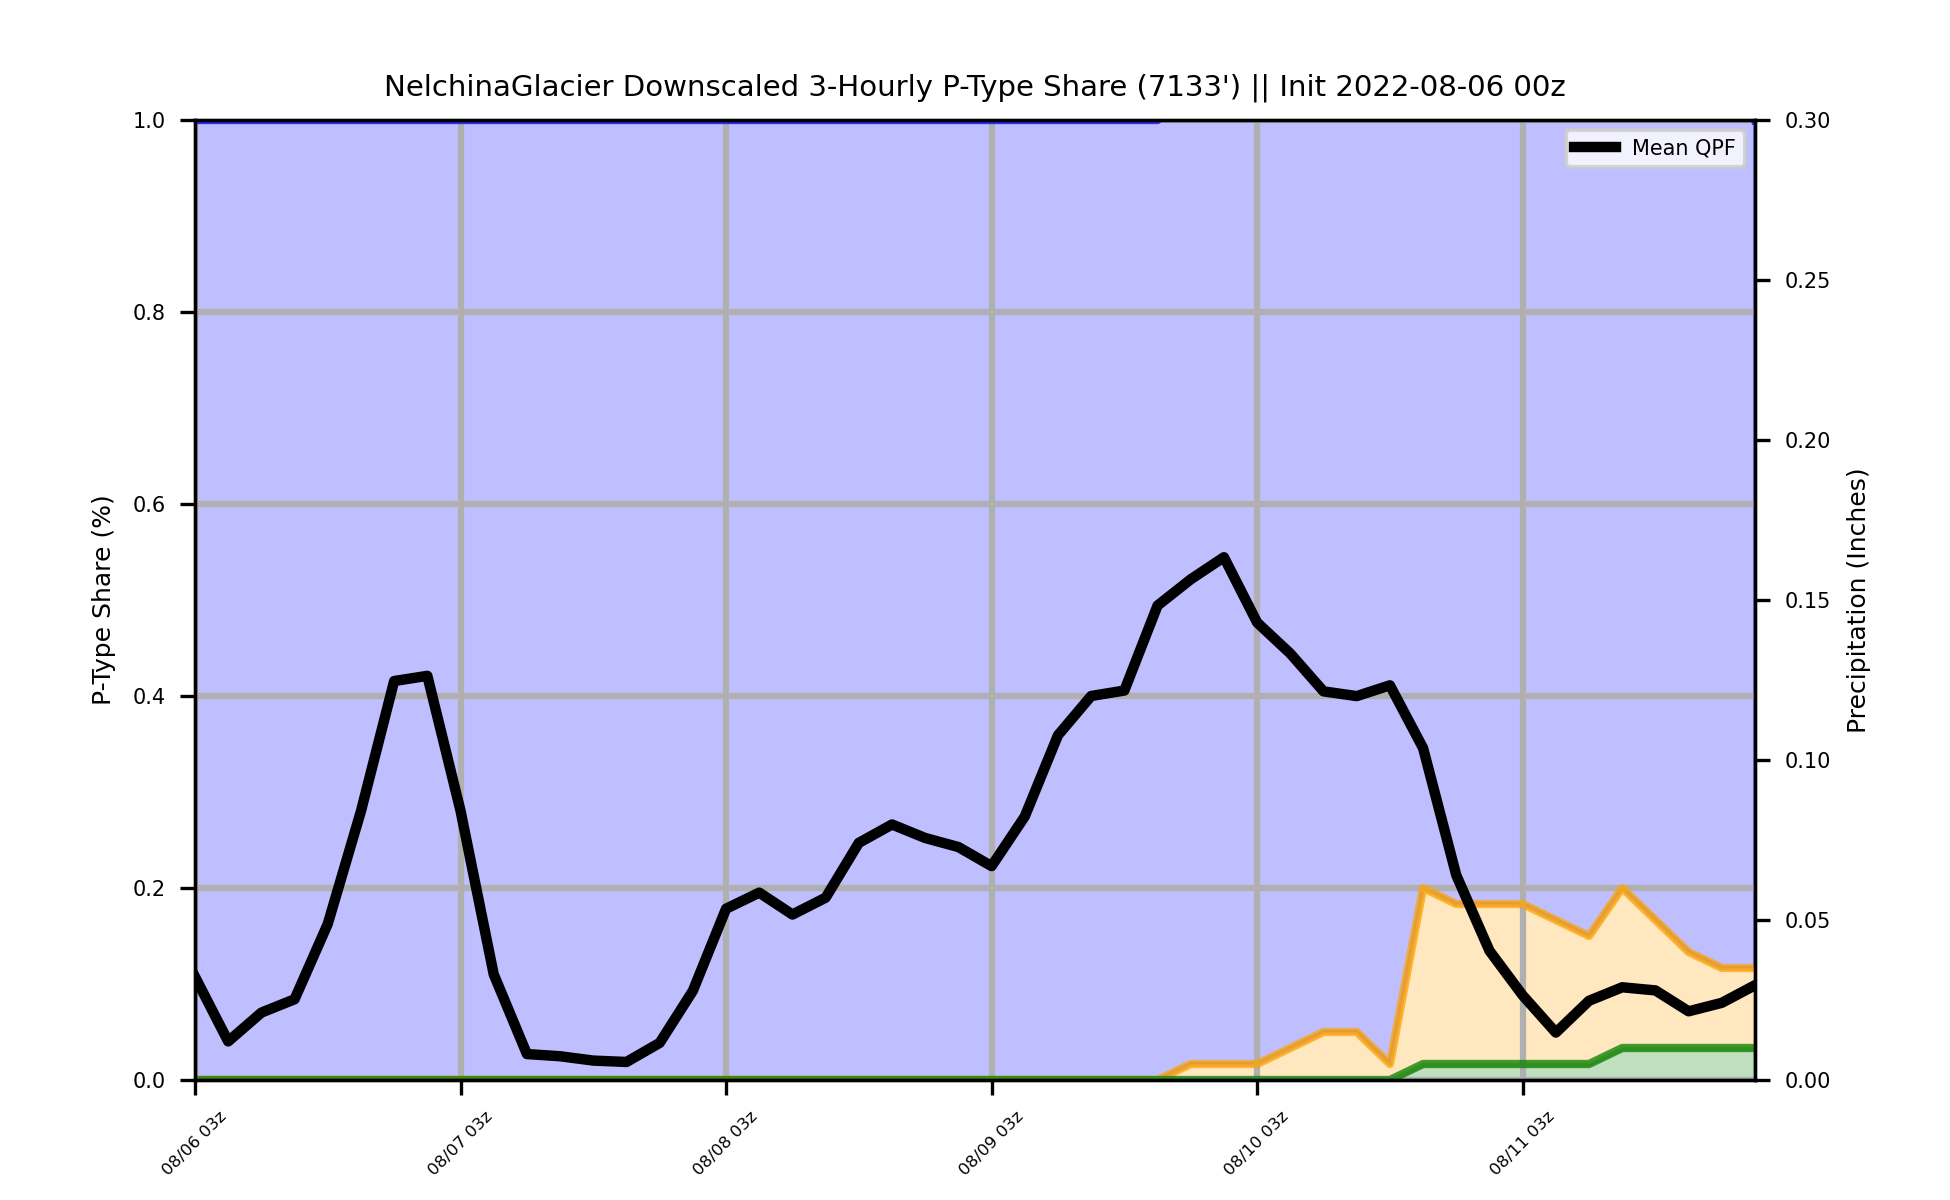 NelchinaGlacier Downscaled 3-Hourly P-Type Share (7133') || Init 2022-08-06 00z
Mean QPF
P-Type Share (%)
1.0
0.8
0.6
0.4
0.2
0.0
0.30
0.25
0.20
0.15
0.10
0.05
0.00
Precipitation (Inches)
08/06 03z
08/07 03z
08/08 03z
08/09 03z
08/10 03z
08/11 03z